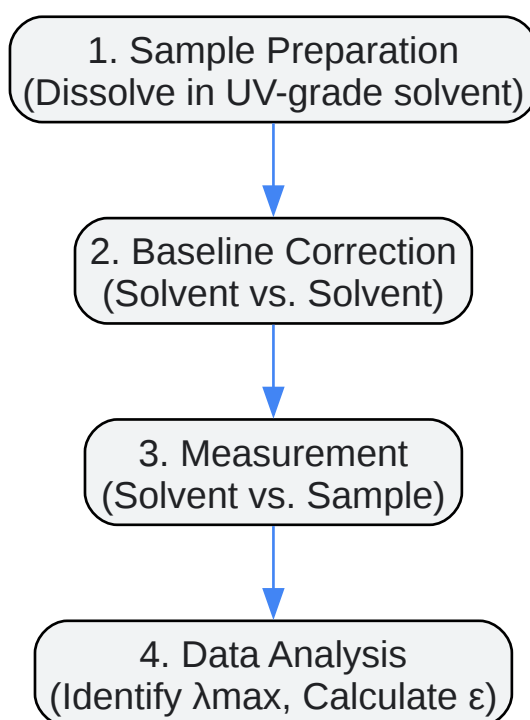 1. Sample Preparation
(Dissolve in UV-grade solvent)
2. Baseline Correction
(Solvent vs. Solvent)
3. Measurement
(Solvent vs. Sample)
4. Data Analysis
(Identify λmax, Calculate ε)